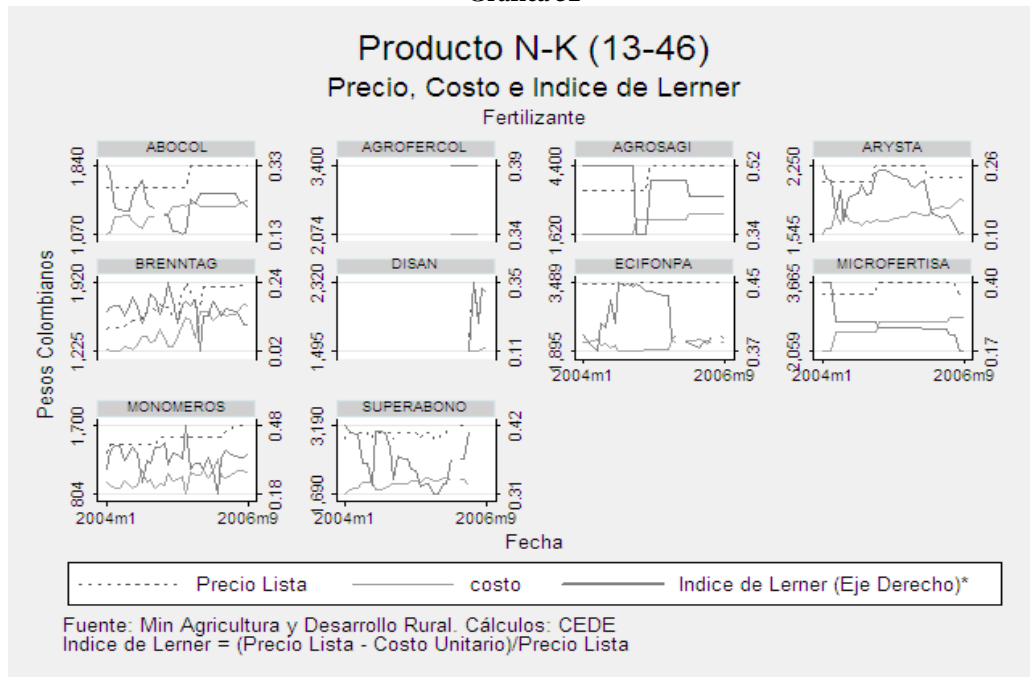 Producto N-K (13-46)
Precio, Costo e Indice de Lerner
Fertilizante
Pesos Colombianos
ABOCOL AGROFERCOL AGROSAGI ARYSTA
1,840 0.33 3,400 0.39 4,400 0.52 2,250 0.26
1,070 0.13 2,074 0.34 1,620 0.34 1,545 0.10
BRENNTAG DISAN ECIFONPA MICROFERTISA
1,920 0.24 2,320 0.35 3,489 0.45 3,665 0.40
1,225 0.02 1,495 0.11 1,895 0.37 2,059 0.17
2004m1 2006m9 2004m1 2006m9
MONOMEROS SUPERABONO
1,700 0.48 3,190 0.42
804 0.18 1,690 0.31
2004m1 2006m9 2004m1 2006m9
Fecha
Precio Lista costo Indice de Lerner (Eje Derecho)*
Fuente: Min Agricultura y Desarrollo Rural. Cálculos: CEDE
Indice de Lerner = (Precio Lista - Costo Unitario)/Precio Lista